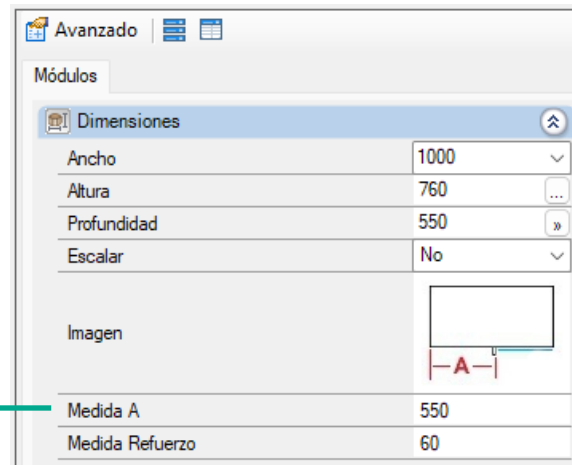 Avanzado
Módulos
Dimensiones
Ancho 1000
Altura 760 ...
Profundidad 550 »
Escalar No
Imagen
A
Medida A 550
Medida Refuerzo 60